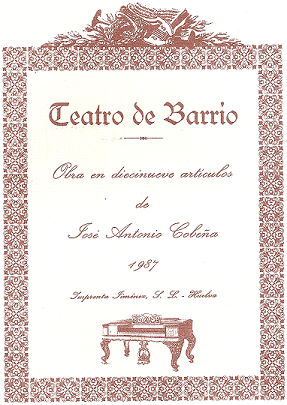 Teatro de Barrio
Obra en diecinueve artículos
de
José Antonio Cobeña
1987
Imprenta Jiménez, S. L. - Huelva